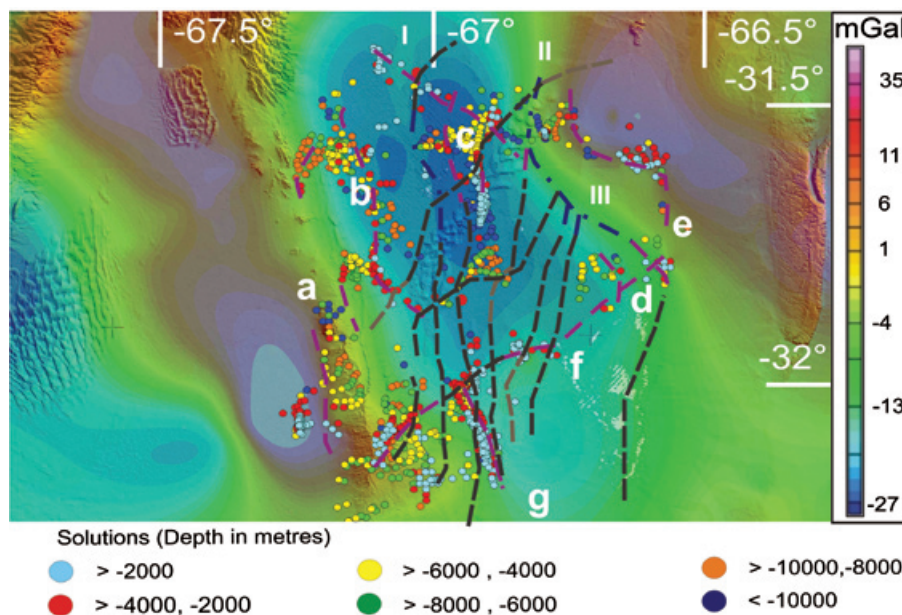 -67.5°
I
-67°
II
-66.5°
mGal
35
-31.5°
c
11
b
III
6
e
1
a
d
-4
-32°
f
-13
g
-27
Solutions (Depth in metres)
> -2000
> -6000 , -4000
> -10000,-8000
> -4000, -2000
> -8000 , -6000
< -10000